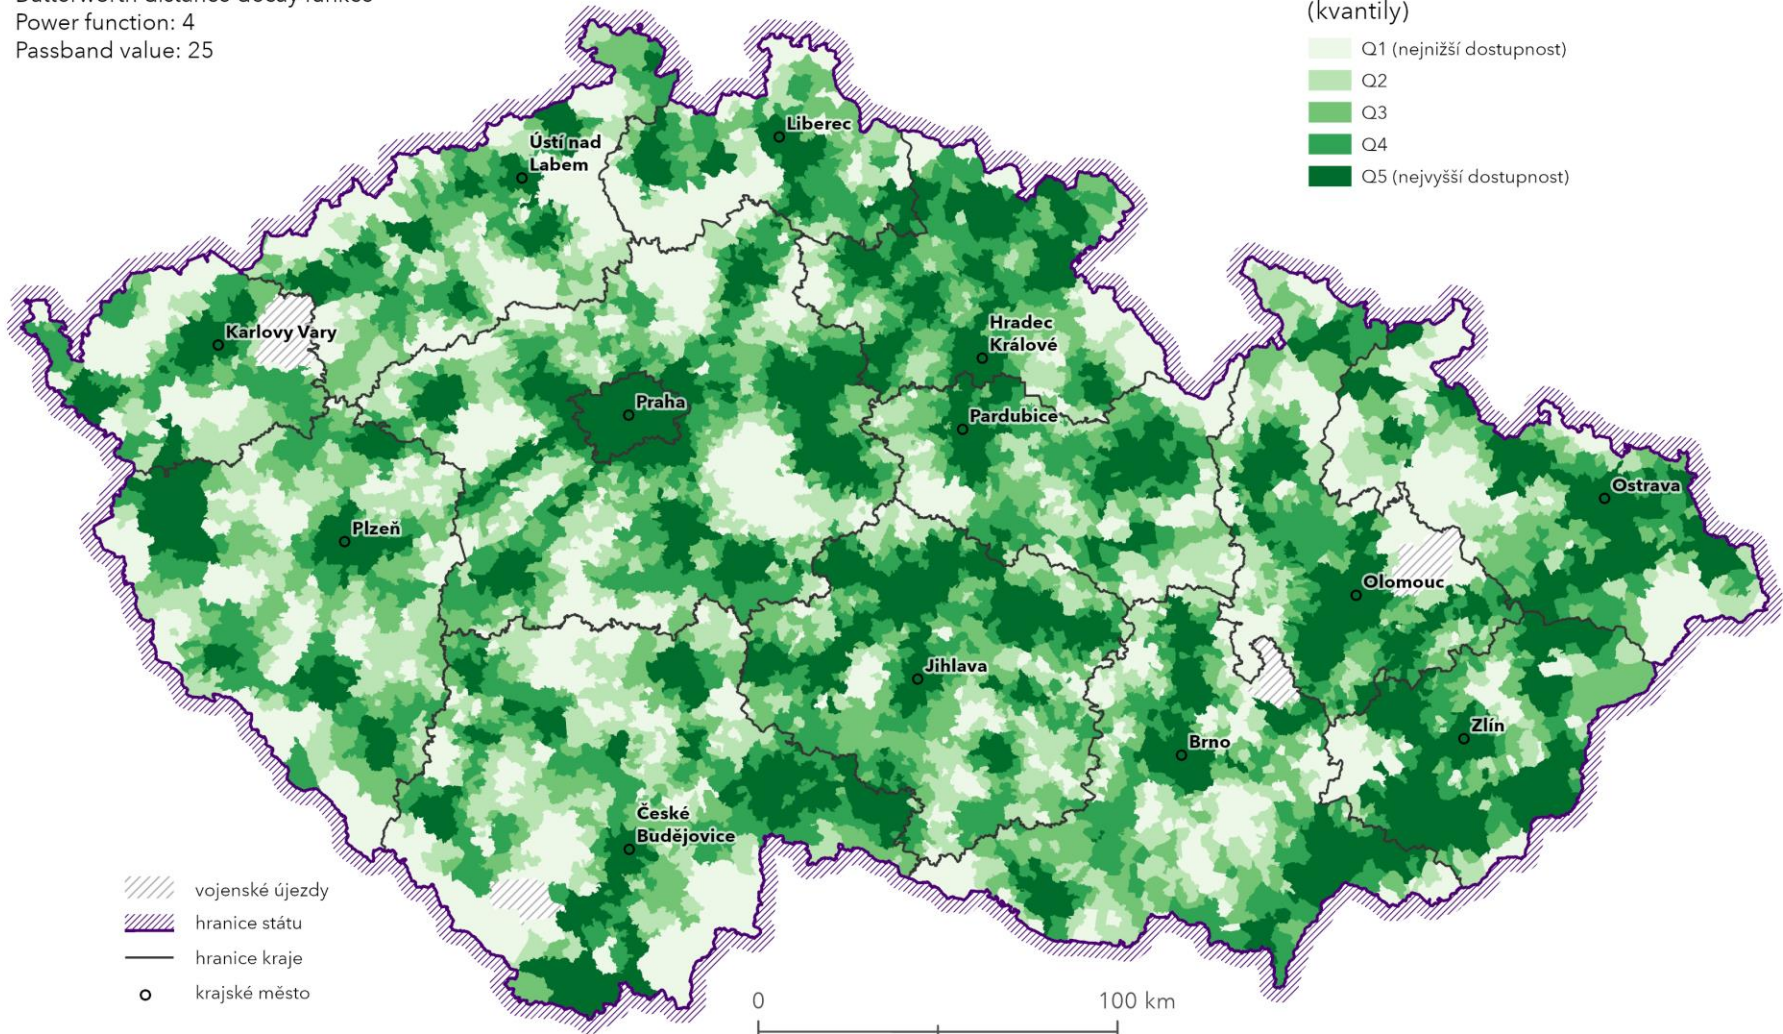 Power function: 4
Passband value: 25
(kvantily)
Q1 (nejnižší dostupnost)
Q2
Q3
Q4
Q5 (nejvyšší dostupnost)
Liberec
Ústí nad
Labem
Karlovy Vary
Hradec
Králové
Praha
Pardubice
Ostrava
Plzeň
Olomouc
Jihlava
Zlín
Brno
České
Budějovice
vojenské újezdy
hranice státu
hranice kraje
krajské město
0
100 km